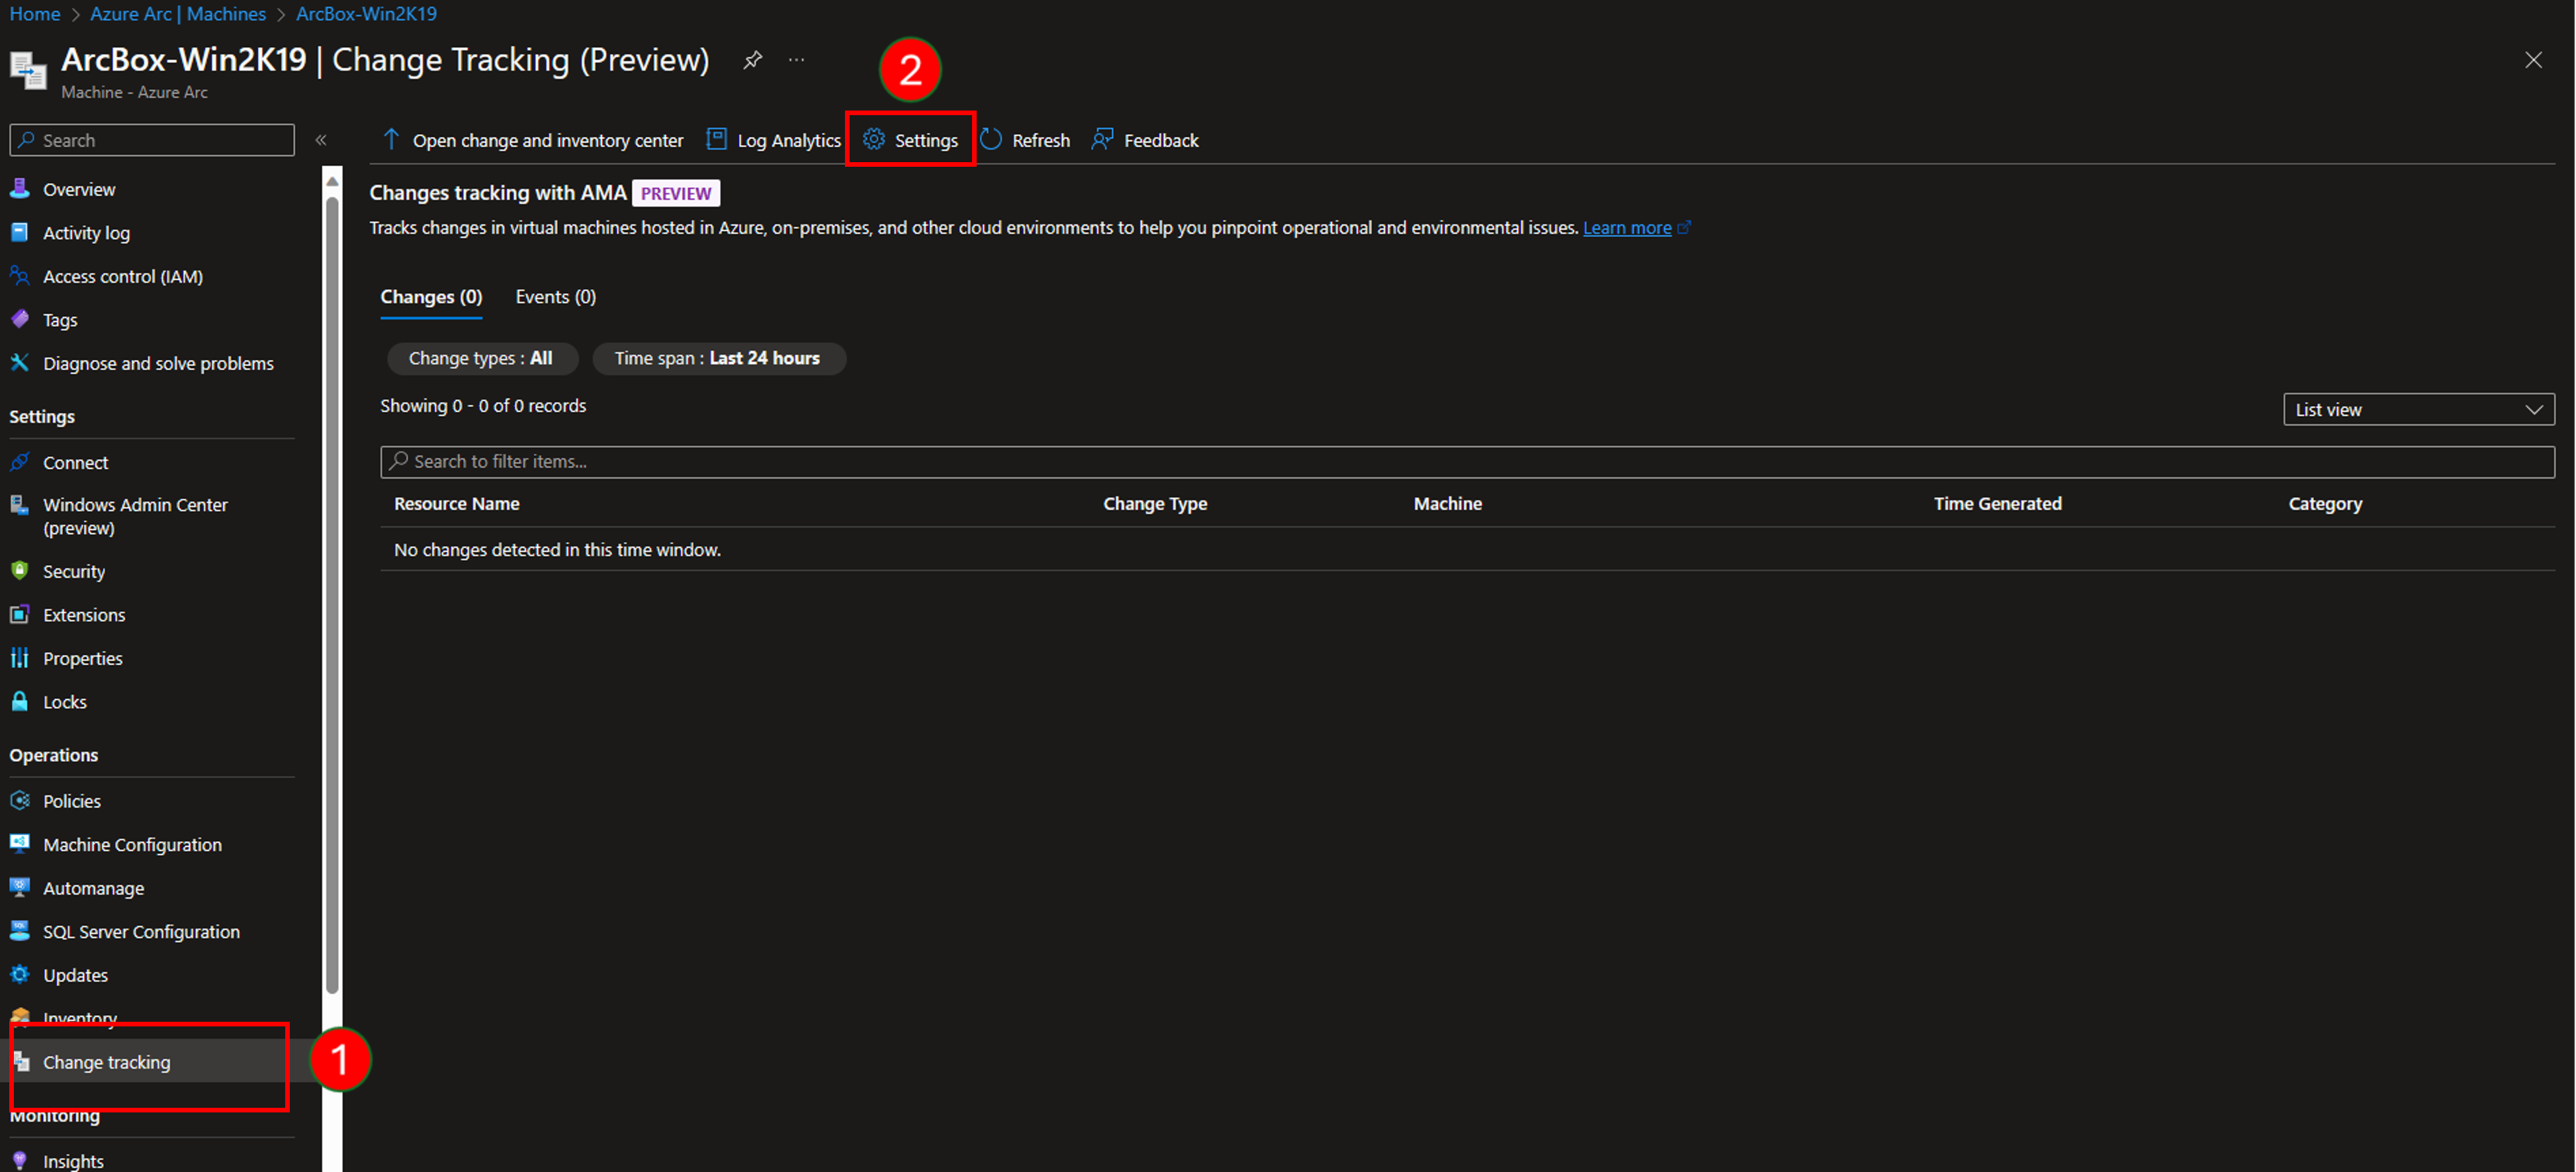 Home > Azure Arc | Machines > ArcBox-Win2K19
ArcBox-Win2K19 | Change Tracking (Preview)
Machine - Azure Arc
2
Search
Open change and inventory center Log Analytics Settings Refresh Feedback
Overview
Activity log
Access control (IAM)
Tags
Diagnose and solve problems
Settings
Connect
Windows Admin Center
(preview)
Security
Extensions
Properties
Locks
Operations
Policies
Machine Configuration
Automanage
SQL Server Configuration
Updates
Inventory
Change tracking
1
Monitoring
Insights
Changes tracking with AMA PREVIEW
Tracks changes in virtual machines hosted in Azure, on-premises, and other cloud environments to help you pinpoint operational and environmental issues. Learn more
Changes (0) Events (0)
Change types : All Time span : Last 24 hours
Showing 0 - 0 of 0 records
List view
Search to filter items...
Resource Name Change Type Machine Time Generated Category
No changes detected in this time window.